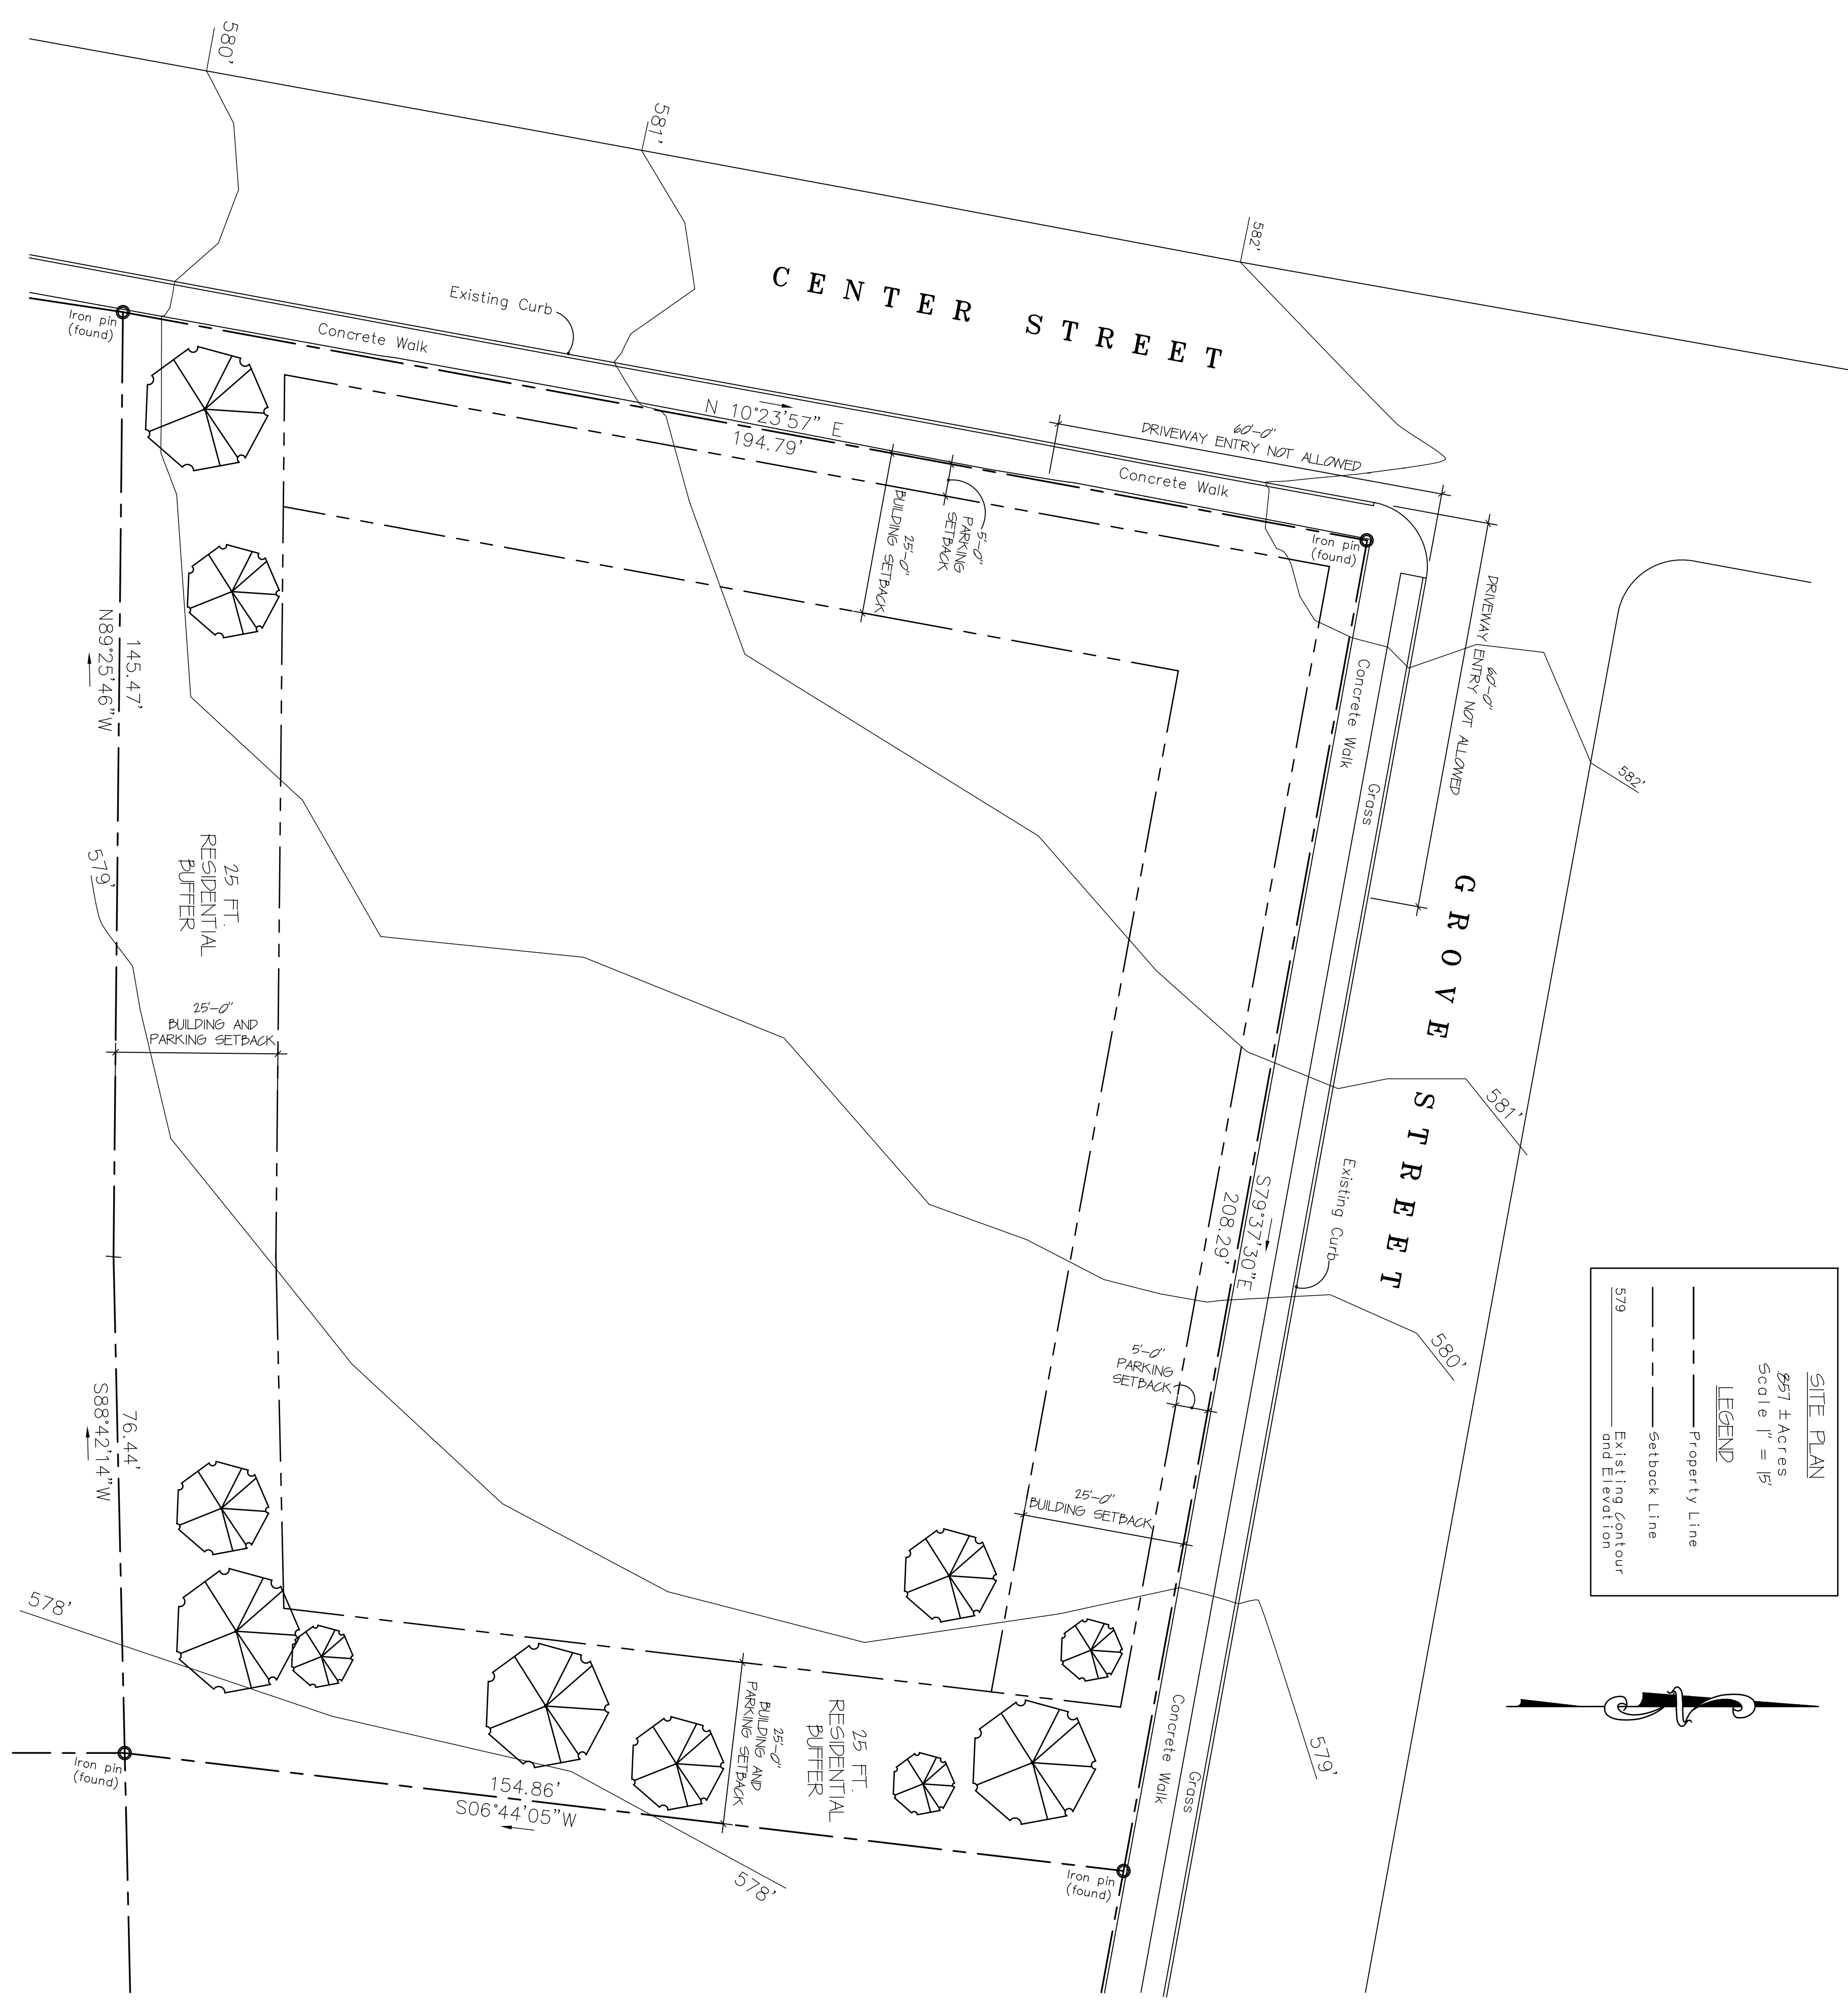 580'
581'
582'
CENTER STREET
Existing Curb
Iron pin
(found)
Concrete Walk
N 10°23'57" E
194.79'
60'-0"
DRIVEWAY ENTRY NOT ALLOWED
Concrete Walk
Iron pin
(found)
5'-0"
PARKING
SETBACK
25'-0"
BUILDING SETBACK
60'-0"
DRIVEWAY ENTRY NOT ALLOWED
145.47'
N89°25'46"W
Concrete Walk
Grass
582'
579'
25 FT.
RESIDENTIAL
BUFFER
GROVE STREET
25'-0"
BUILDING AND
PARKING SETBACK
581'
S79°37'30"E
208.29'
Existing Curb
580'
5'-0"
PARKING
SETBACK
76.44'
S88°42'14"W
25'-0"
BUILDING SETBACK
SITE PLAN
.857 ± Acres
Scale 1" = 15'
LEGEND
Property Line
Setback Line
579
Existing Contour
and Elevation
578'
25'-0"
BUILDING AND
PARKING SETBACK
25 FT.
RESIDENTIAL
BUFFER
Concrete Walk
Grass
579'
Iron pin
(found)
154.86'
S06°44'05"W
578'
Iron pin
(found)